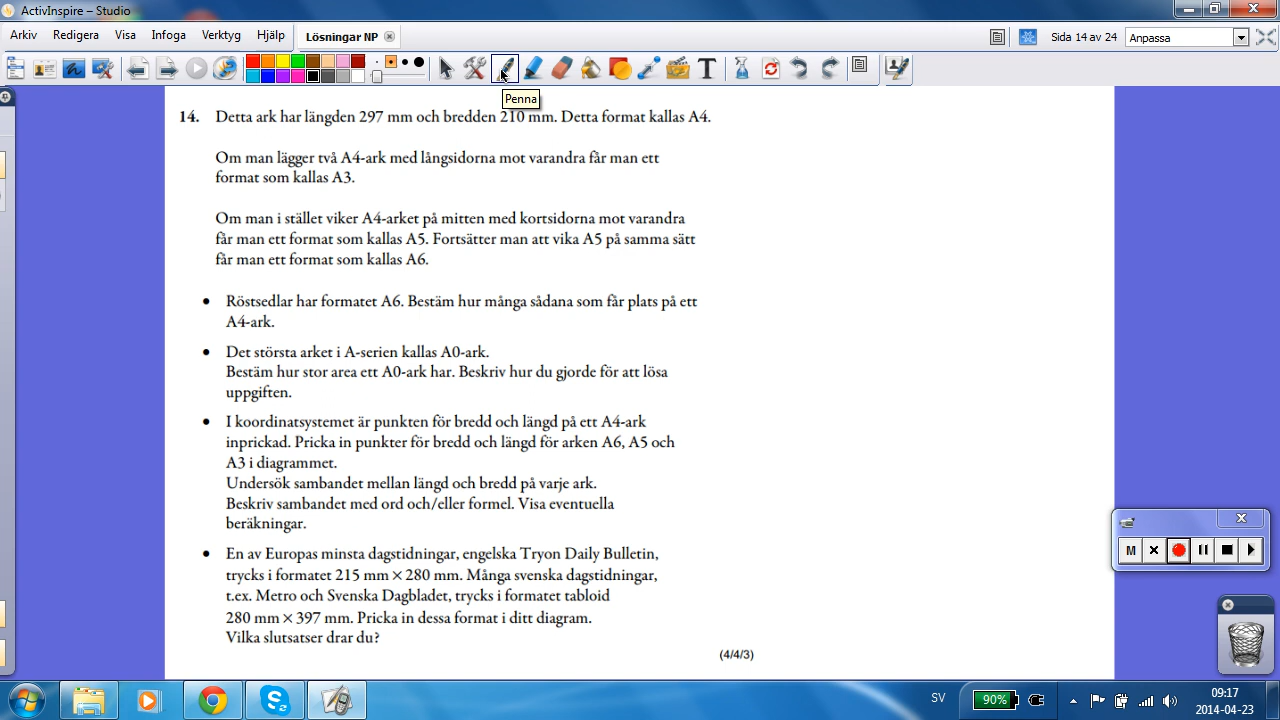 ActivInspire – Studio
Arkiv Redigera Visa Infoga Verktyg Hjälp Lösningar NP Sida 14 av 24 Anpassa
Penna
14. Detta ark har längden 297 mm och bredden 210 mm. Detta format kallas A4.
Om man lägger två A4-ark med långsidorna mot varandra får man ett
format som kallas A3.
Om man i stället viker A4-arket på mitten med kortsidorna mot varandra
får man ett format som kallas A5. Fortsätter man att vika A5 på samma sätt
får man ett format som kallas A6.
• Röstsedlar har formatet A6. Bestäm hur många sådana som får plats på ett
A4-ark.
• Det största arket i A-serien kallas A0-ark.
Bestäm hur stor area ett A0-ark har. Beskriv hur du gjorde för att lösa
uppgiften.
• I koordinatsystemet är punkten för bredd och längd på ett A4-ark
inprickad. Pricka in punkter för bredd och längd för arken A6, A5 och
A3 i diagrammet.
Undersök sambandet mellan längd och bredd på varje ark.
Beskriv sambandet med ord och/eller formel. Visa eventuella
beräkningar.
• En av Europas minsta dagstidningar, engelska Tryon Daily Bulletin,
trycks i formatet 215 mm × 280 mm. Många svenska dagstidningar,
t.ex. Metro och Svenska Dagbladet, trycks i formatet tabloid
280 mm × 397 mm. Pricka in dessa format i ditt diagram.
Vilka slutsatser drar du?
(4/4/3)
M
SV 90% 09:17
2014-04-23